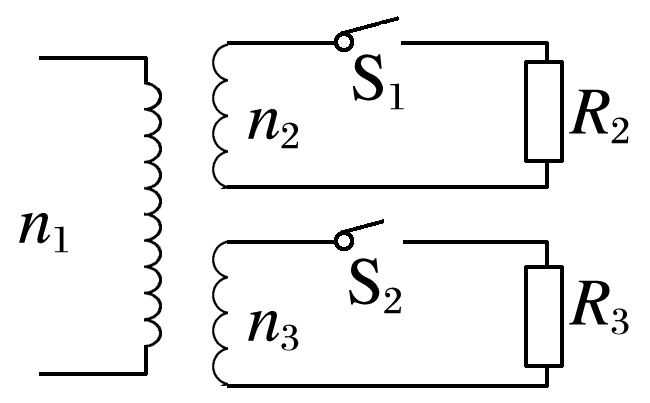 S₁
n₂
R₂
n₁
S₂
n₃
R₃